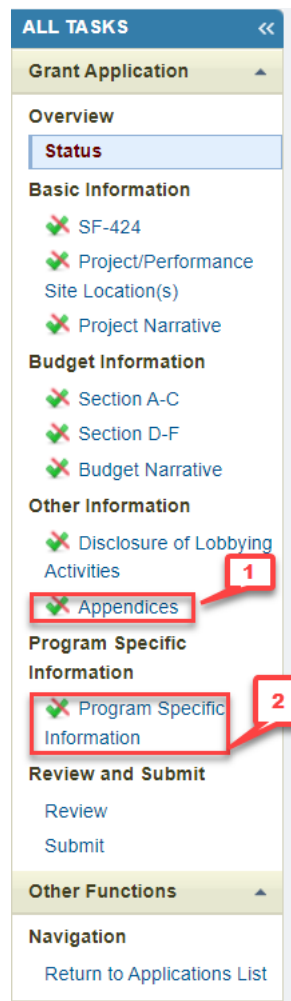 ALL TASKS «
Grant Application
Overview
Status
Basic Information
SF-424
Project/Performance
Site Location(s)
Project Narrative
Budget Information
Section A-C
Section D-F
Budget Narrative
Other Information
Disclosure of Lobbying
Activities
1
Appendices
Program Specific
Information
2
Program Specific
Information
Review and Submit
Review
Submit
Other Functions
Navigation
Return to Applications List